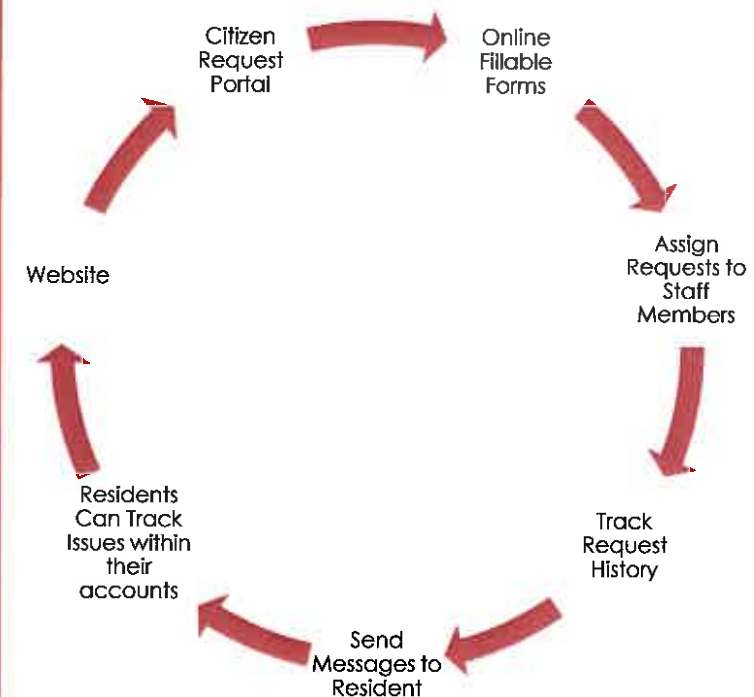 Citizen
Request
Portal
Online
Fillable
Forms
Assign
Requests to
Staff
Members
Track
Request
History
Send
Messages to
Resident
Residents
Can Track
Issues within
their
accounts
Website